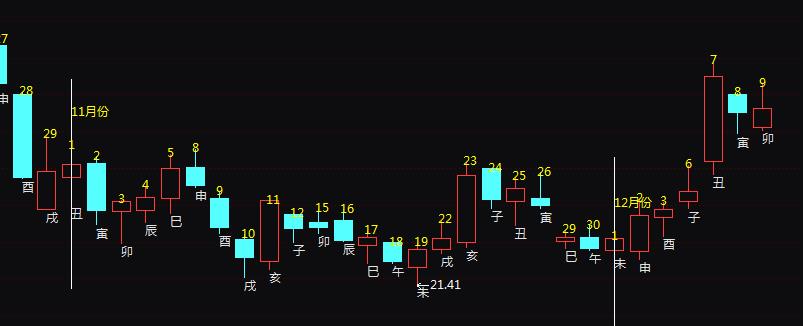 27
申
28
酉
29
戌
11月份
1
丑
2
寅
3
卯
4
辰
5
巳
8
申
9
酉
10
戌
11
亥
12
子
15
卯
16
辰
17
巳
18
午
19
未
←21.41
22
戌
23
亥
24
子
25
丑
26
寅
29
巳
30
午
12月份
1
未
2
申
3
酉
6
子
7
丑
8
寅
9
卯